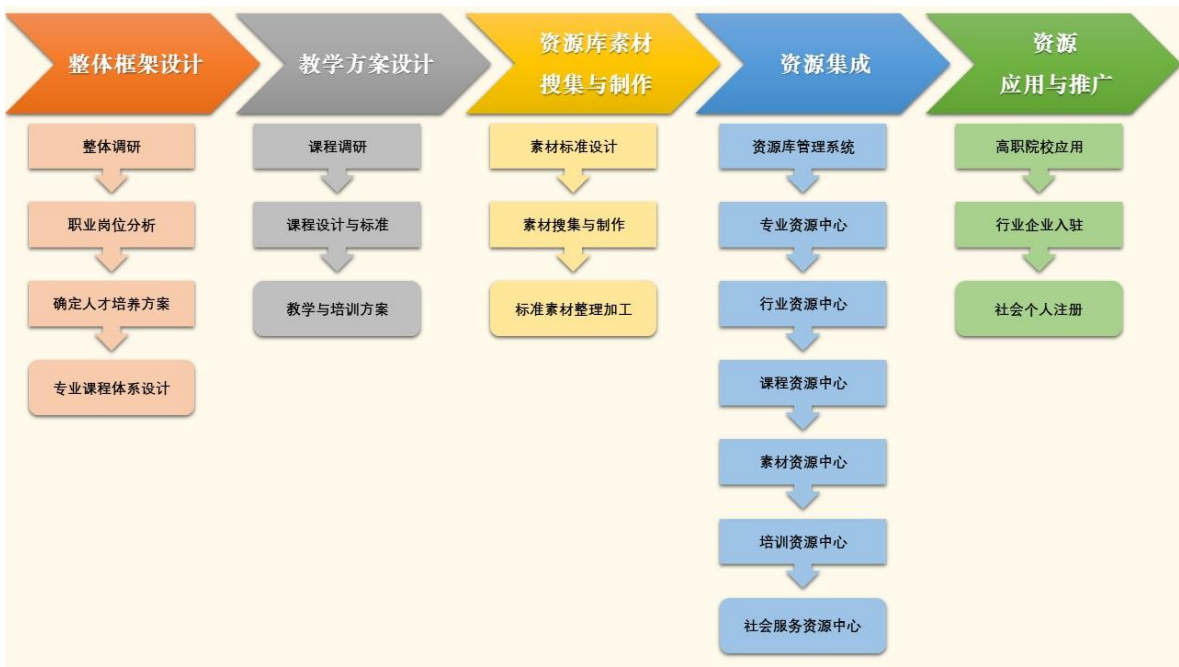 整体框架设计
教学方案设计
资源库素材
搜集与制作
资源集成
资源
应用与推广
整体调研
职业岗位分析
确定人才培养方案
专业课程体系设计
课程调研
课程设计与标准
教学与培训方案
素材标准设计
素材搜集与制作
标准素材整理加工
资源库管理系统
专业资源中心
行业资源中心
课程资源中心
素材资源中心
培训资源中心
社会服务资源中心
高职院校应用
行业企业入驻
社会个人注册